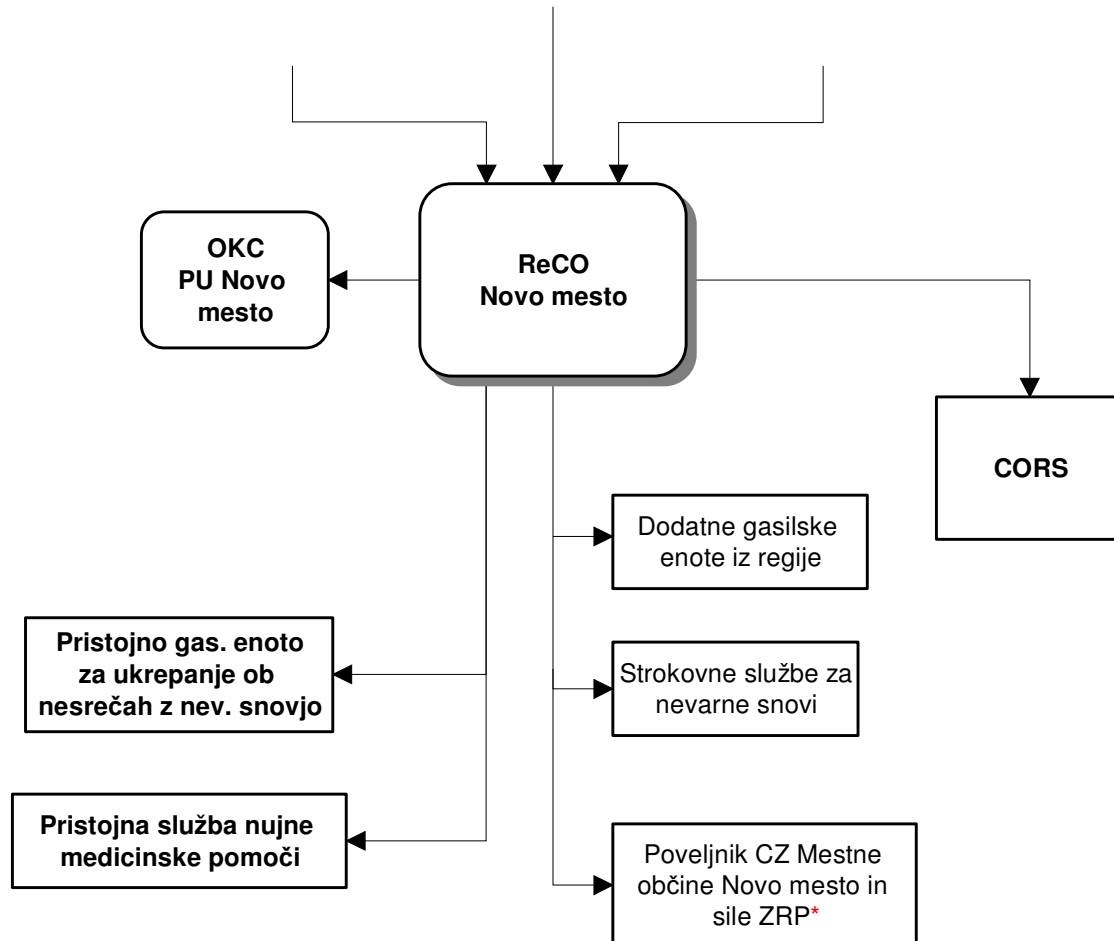 OKC
PU Novo
mesto
ReCO
Novo mesto
CORS
Dodatne gasilske
enote iz regije
Pristojno gas. enoto
za ukrepanje ob
nesrečah z nev. snovjo
Strokovne službe za
nevarne snovi
Pristojna služba nujne
medicinske pomoči
Poveljnik CZ Mestne
občine Novo mesto in
sile ZRP*